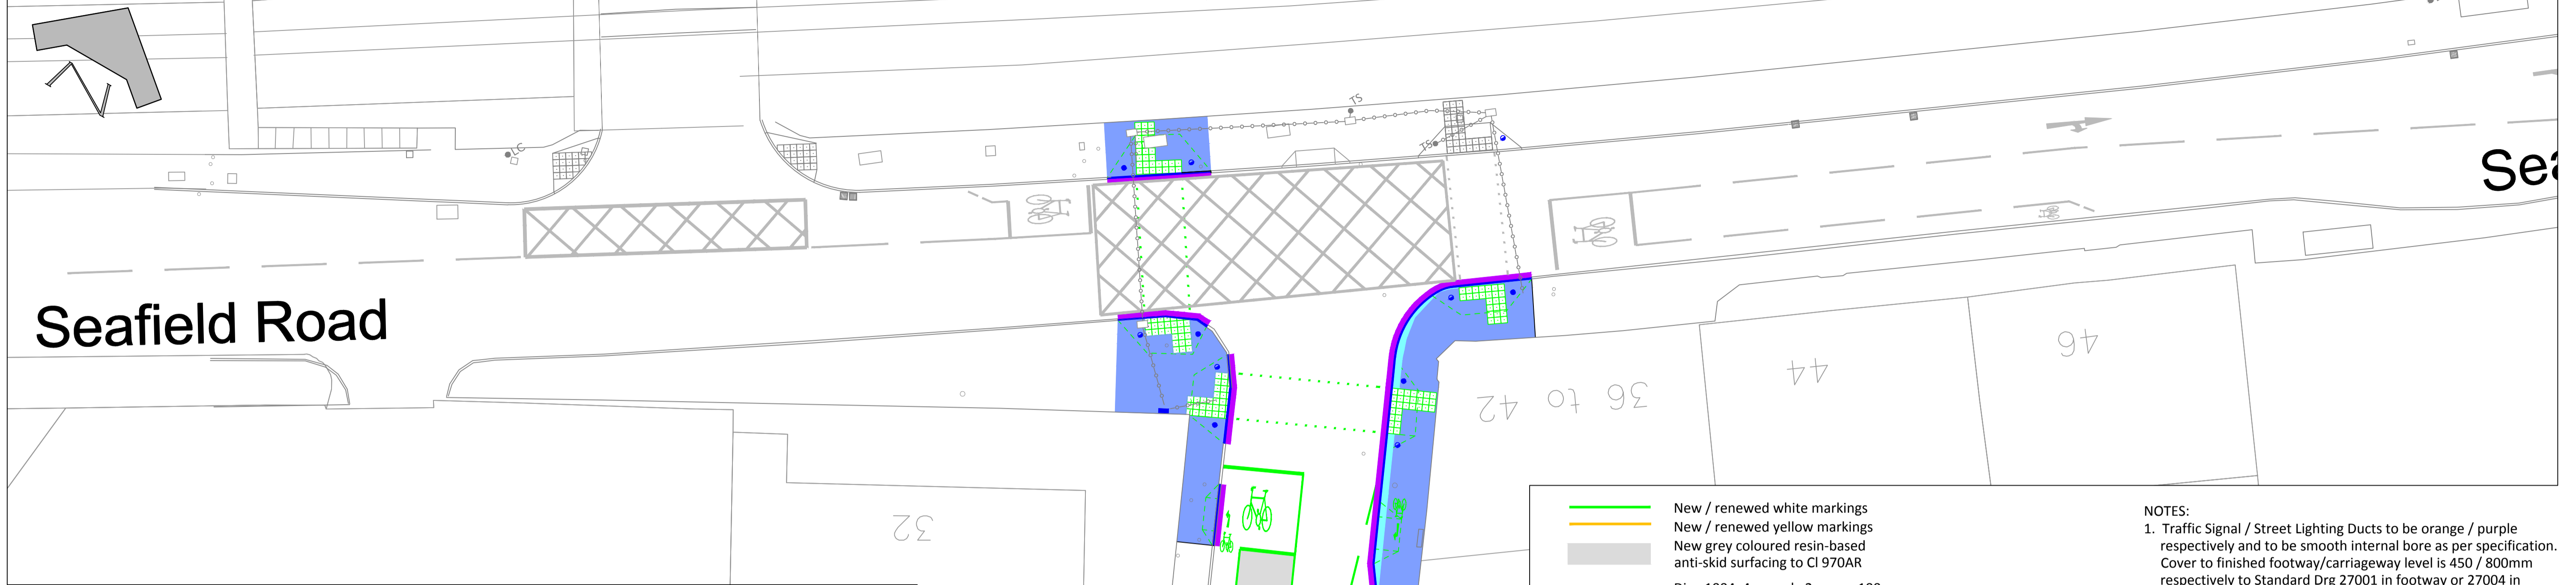 LC
TS
TS
Sea
Seafield Road
46
44
36 to 42
32
New / renewed white markings
New / renewed yellow markings
New grey coloured resin-based
anti-skid surfacing to Cl 970AR
NOTES:
1. Traffic Signal / Street Lighting Ducts to be orange / purple
respectively and to be smooth internal bore as per specification.
Cover to finished footway/carriageway level is 450 / 800mm
respectively to Standard Drg 27001 in footway or 27004 in